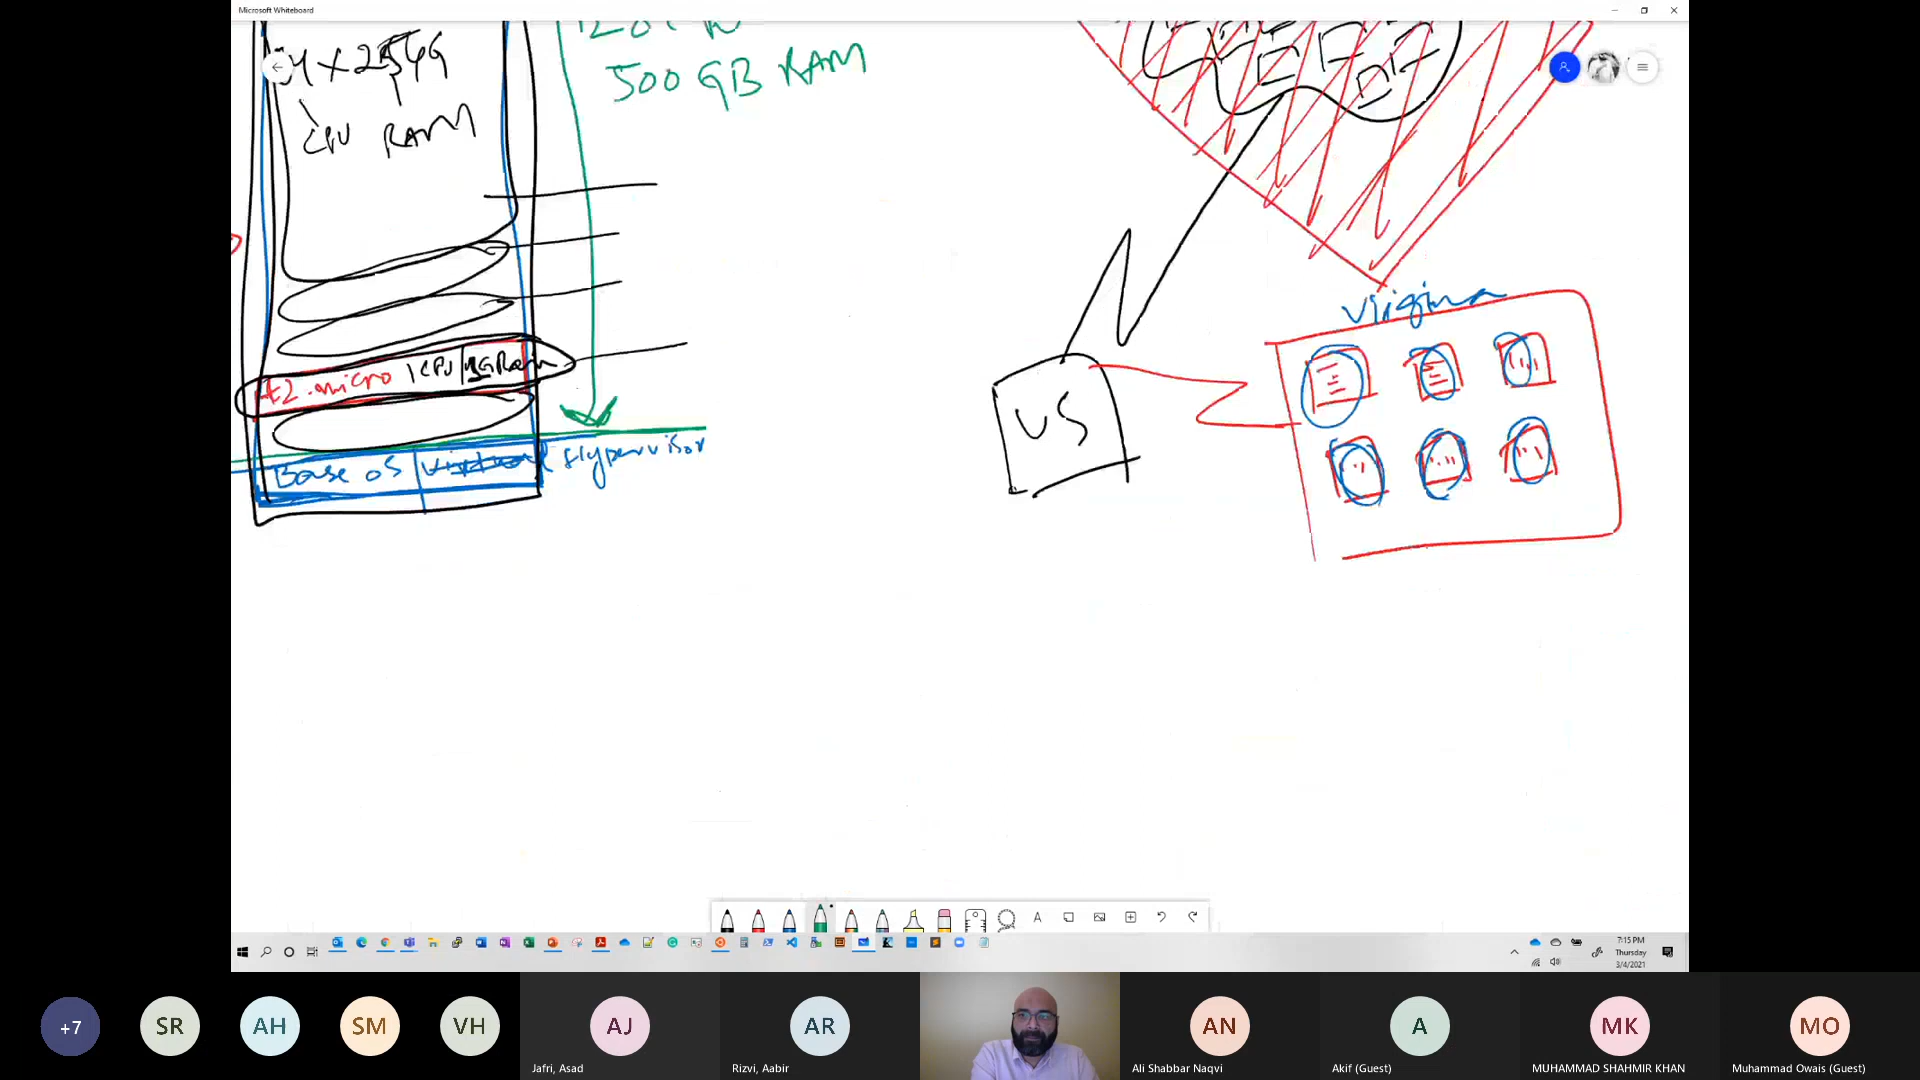 Microsoft Whiteboard
500 GB RAM
CPU RAM
Virigina
t2.micro 1CPU 1GRam
US
Base OS
Hypervisor
A
7:15 PM
Thursday
3/4/2021
+7
SR
AH
SM
VH
AJ
AR
AN
A
MK
MO
Jafri, Asad
Rizvi, Aabir
Ali Shabbar Naqvi
Akif (Guest)
MUHAMMAD SHAHMIR KHAN
Muhammad Owais (Guest)